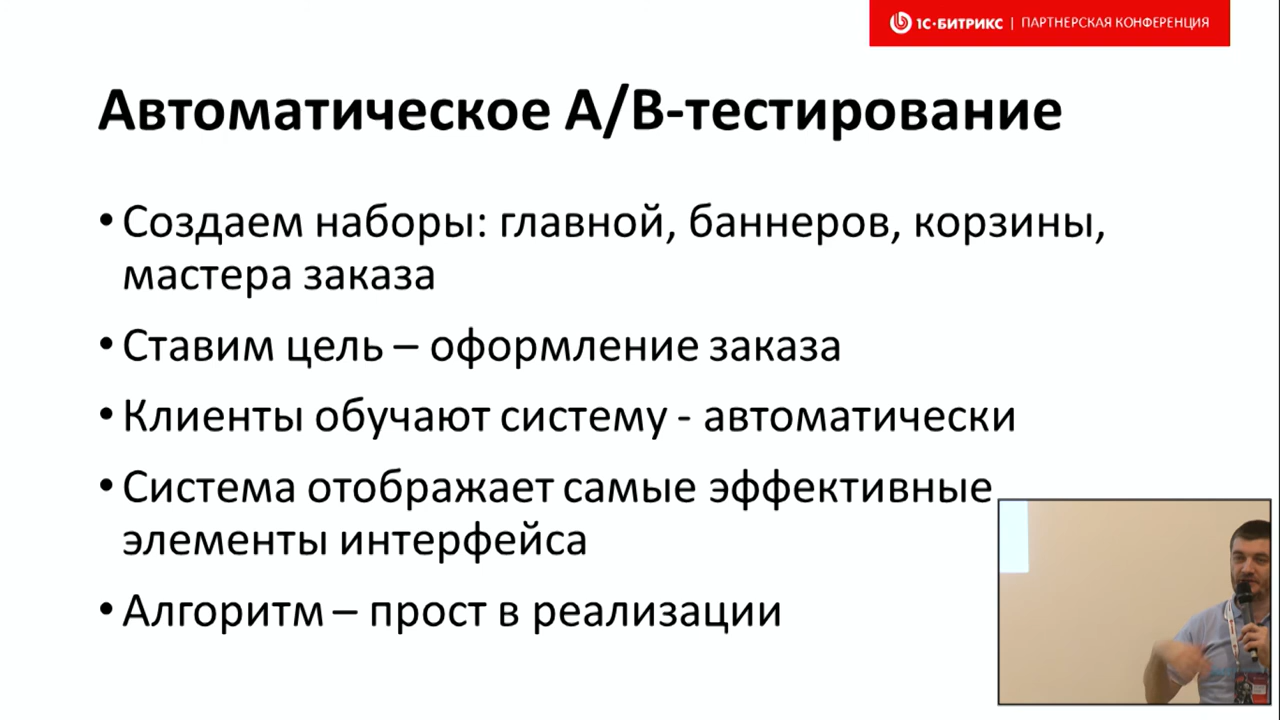 1С-БИТРИКС | ПАРТНЕРСКАЯ КОНФЕРЕНЦИЯ
Автоматическое А/В-тестирование
• Создаем наборы: главной, баннеров, корзины,
мастера заказа
• Ставим цель – оформление заказа
• Клиенты обучают систему - автоматически
• Система отображает самые эффективные
элементы интерфейса
• Алгоритм – прост в реализации